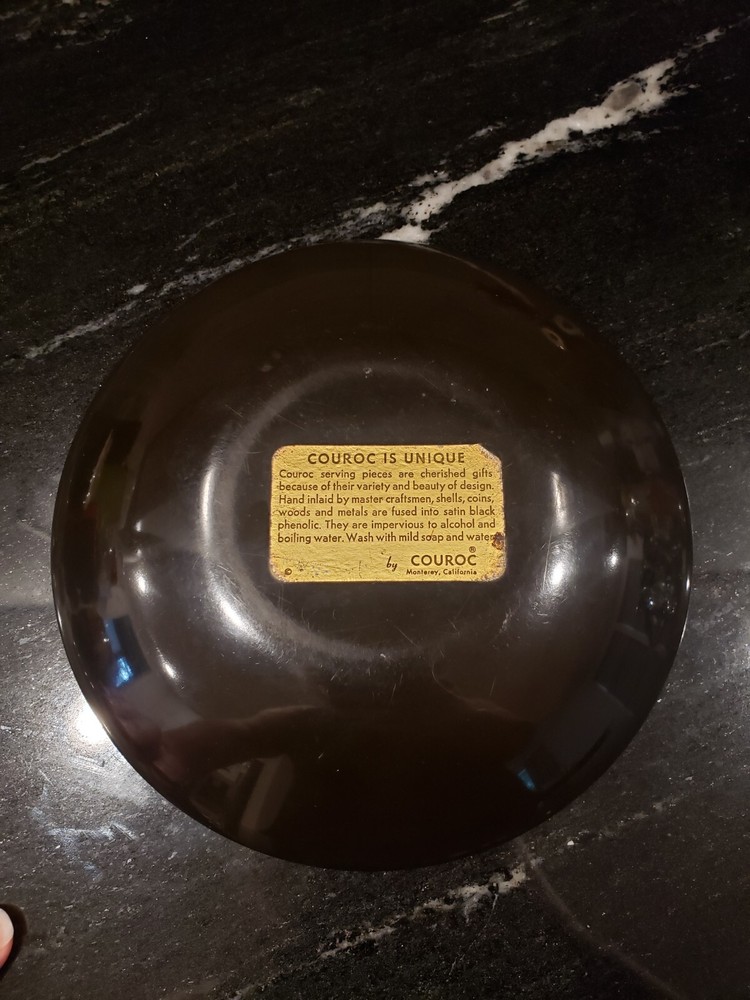 COUROC IS UNIQUE
Couroc serving pieces are cherished gifts
because of their variety and beauty of design.
Hand inlaid by master craftsmen, shells, coins,
woods and metals are fused into satin black
phenolic. They are impervious to alcohol and
boiling water. Wash with mild soap and water.
by COUROC®
© Monterey, California